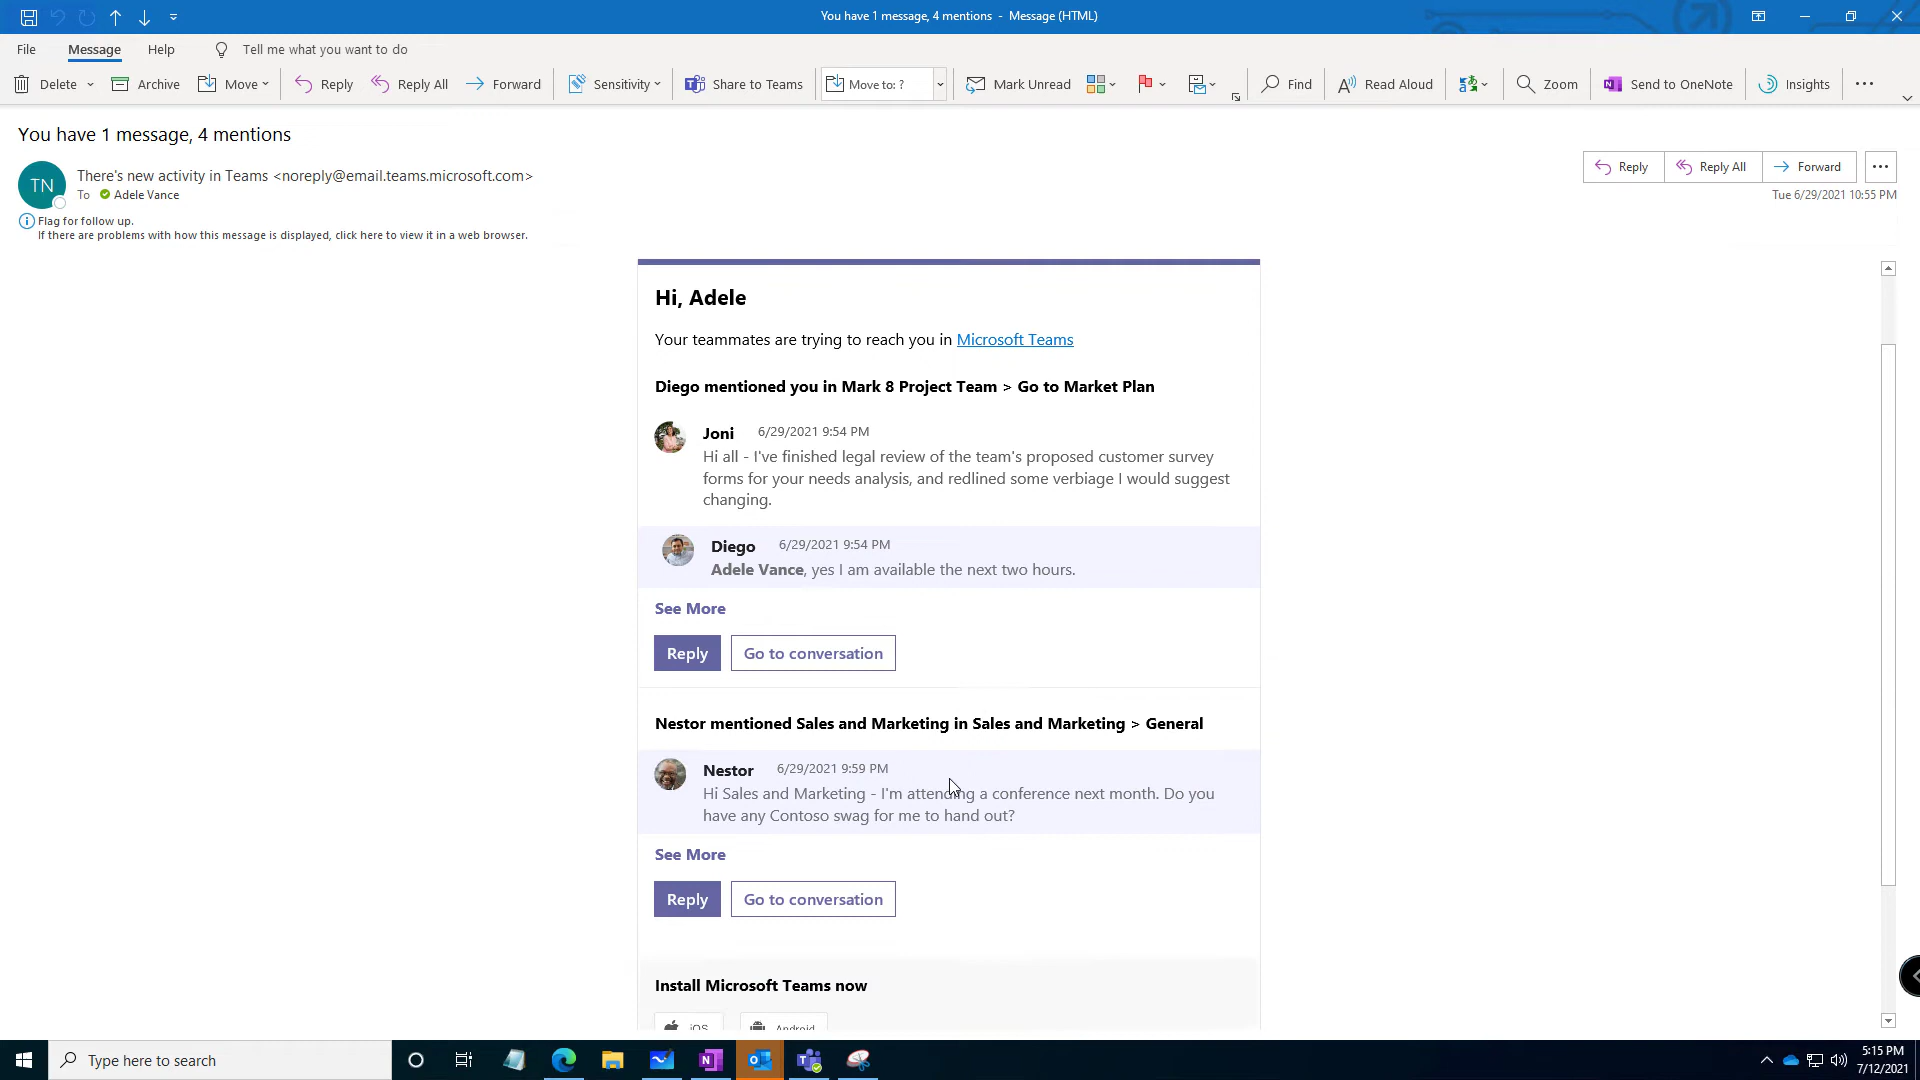 You have 1 message, 4 mentions - Message (HTML)
File Message Help Tell me what you want to do
Delete Archive Move Reply Reply All Forward Sensitivity Share to Teams Move to: ? Mark Unread Find Read Aloud Zoom Send to OneNote Insights
You have 1 message, 4 mentions
TN
There's new activity in Teams <noreply@email.teams.microsoft.com>
To Adele Vance
Reply Reply All Forward
Tue 6/29/2021 10:55 PM
Flag for follow up.
If there are problems with how this message is displayed, click here to view it in a web browser.
Hi, Adele
Your teammates are trying to reach you in Microsoft Teams
Diego mentioned you in Mark 8 Project Team > Go to Market Plan
Joni 6/29/2021 9:54 PM
Hi all - I've finished legal review of the team's proposed customer survey
forms for your needs analysis, and redlined some verbiage I would suggest
changing.
Diego 6/29/2021 9:54 PM
Adele Vance, yes I am available the next two hours.
See More
Reply Go to conversation
Nestor mentioned Sales and Marketing in Sales and Marketing > General
Nestor 6/29/2021 9:59 PM
Hi Sales and Marketing - I'm attending a conference next month. Do you
have any Contoso swag for me to hand out?
See More
Reply Go to conversation
Install Microsoft Teams now
iOS Android
Type here to search
5:15 PM
7/12/2021